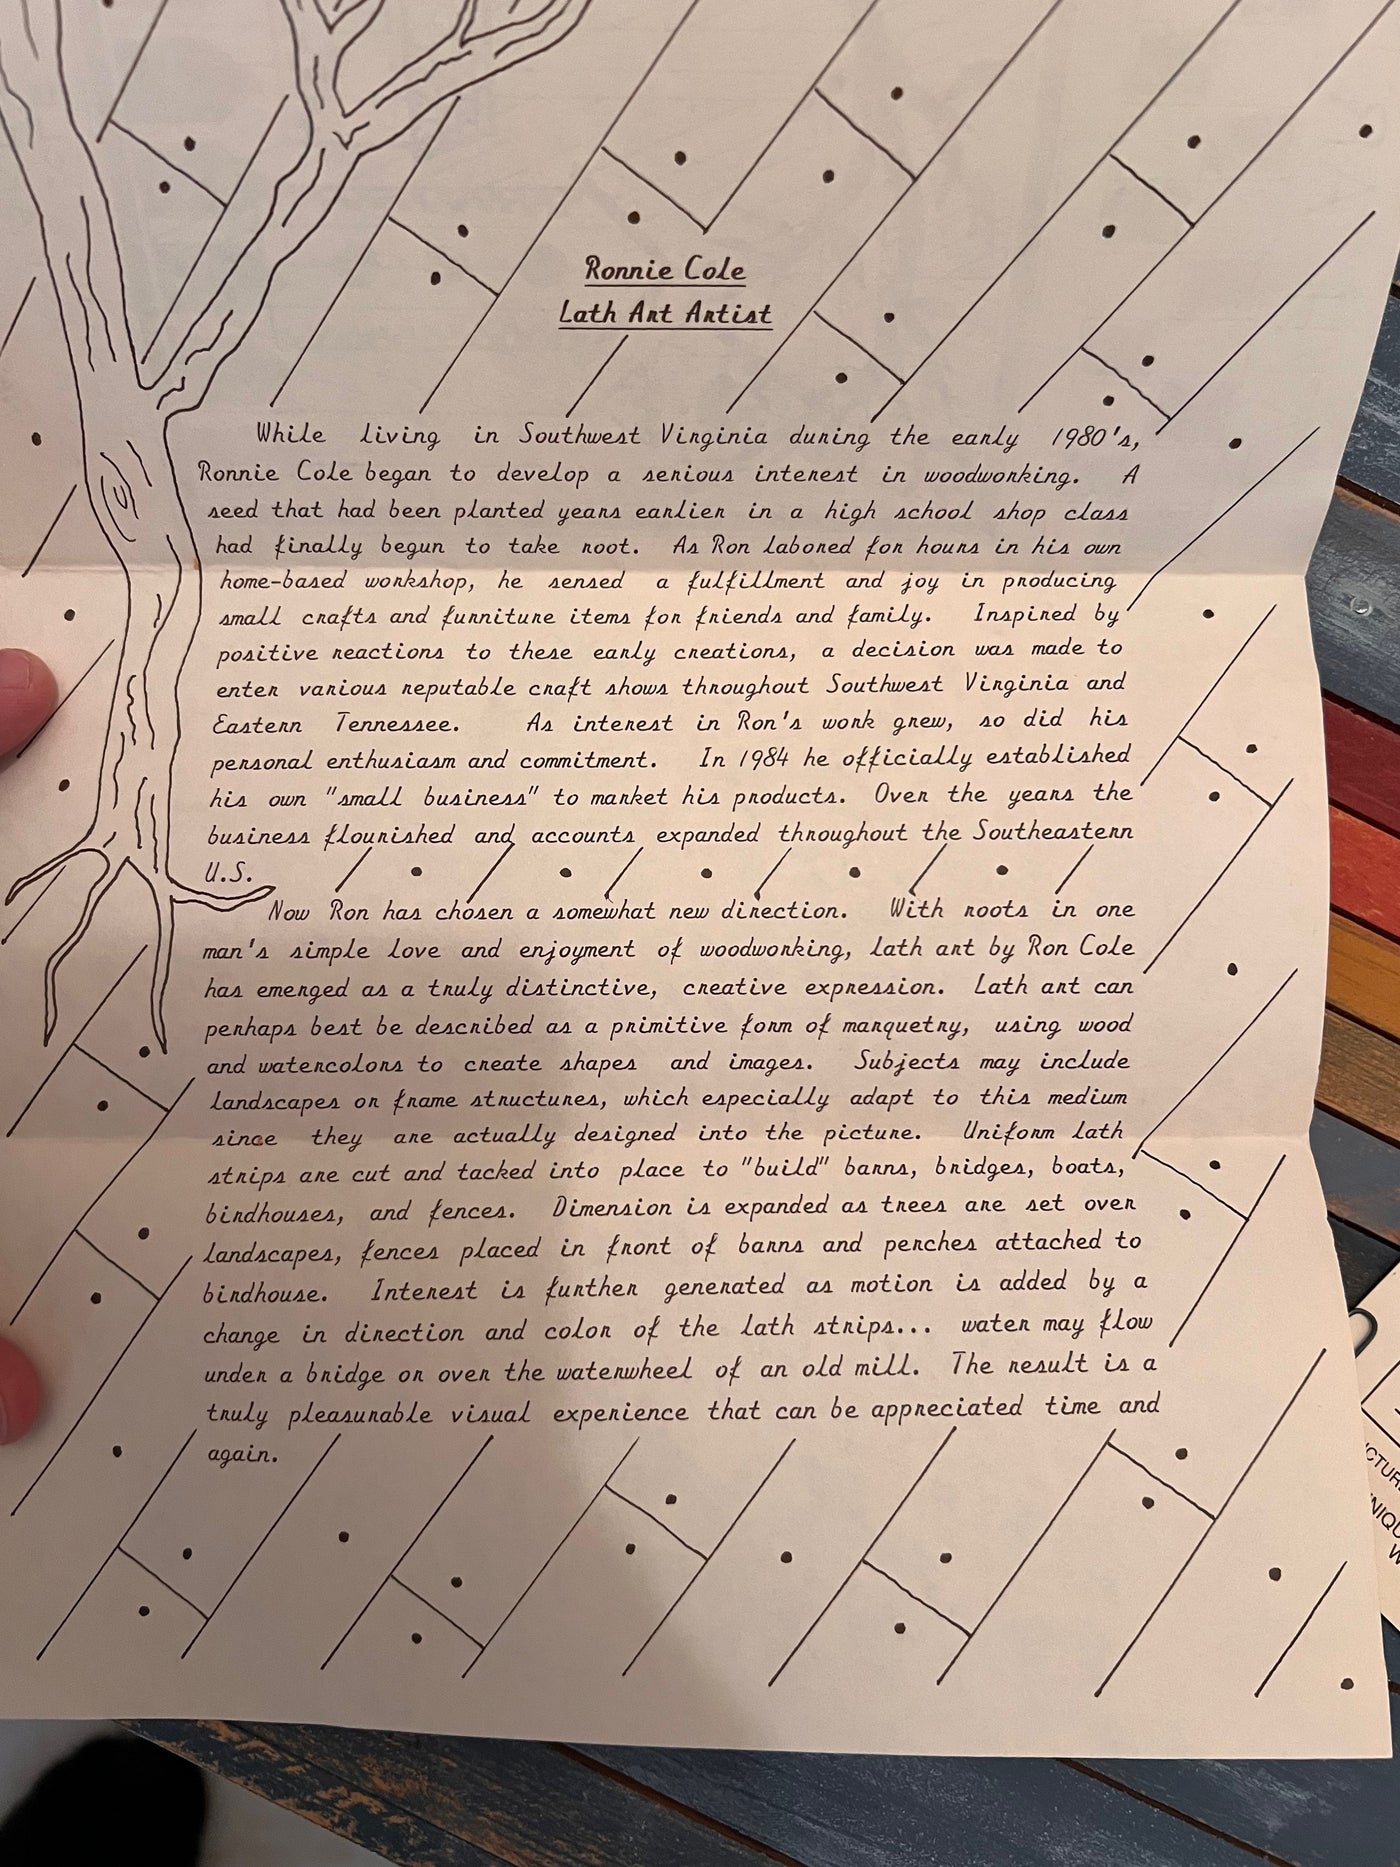 Ronnie Cole
Lath Art Artist
While living in Southwest Virginia during the early 1980's,
Ronnie Cole began to develop a serious interest in woodworking. A
seed that had been planted years earlier in a high school shop class
had finally begun to take root. As Ron labored for hours in his own
home-based workshop, he sensed a fulfillment and joy in producing
small crafts and furniture items for friends and family. Inspired by
positive reactions to these early creations, a decision was made to
enter various reputable craft shows throughout Southwest Virginia and
Eastern Tennessee. As interest in Ron's work grew, so did his
personal enthusiasm and commitment. In 1984 he officially established
his own "small business" to market his products. Over the years the
business flourished and accounts expanded throughout the Southeastern
U.S.
Now Ron has chosen a somewhat new direction. With roots in one
man's simple love and enjoyment of woodworking, lath art by Ron Cole
has emerged as a truly distinctive, creative expression. Lath art can
perhaps best be described as a primitive form of marquetry, using wood
and watercolors to create shapes and images. Subjects may include
landscapes or frame structures, which especially adapt to this medium
since they are actually designed into the picture. Uniform lath
strips are cut and tacked into place to "build" barns, bridges, boats,
birdhouses, and fences. Dimension is expanded as trees are set over
landscapes, fences placed in front of barns and perches attached to
birdhouse. Interest is further generated as motion is added by a
change in direction and color of the lath strips... water may flow
under a bridge or over the waterwheel of an old mill. The result is a
truly pleasurable visual experience that can be appreciated time and
again.